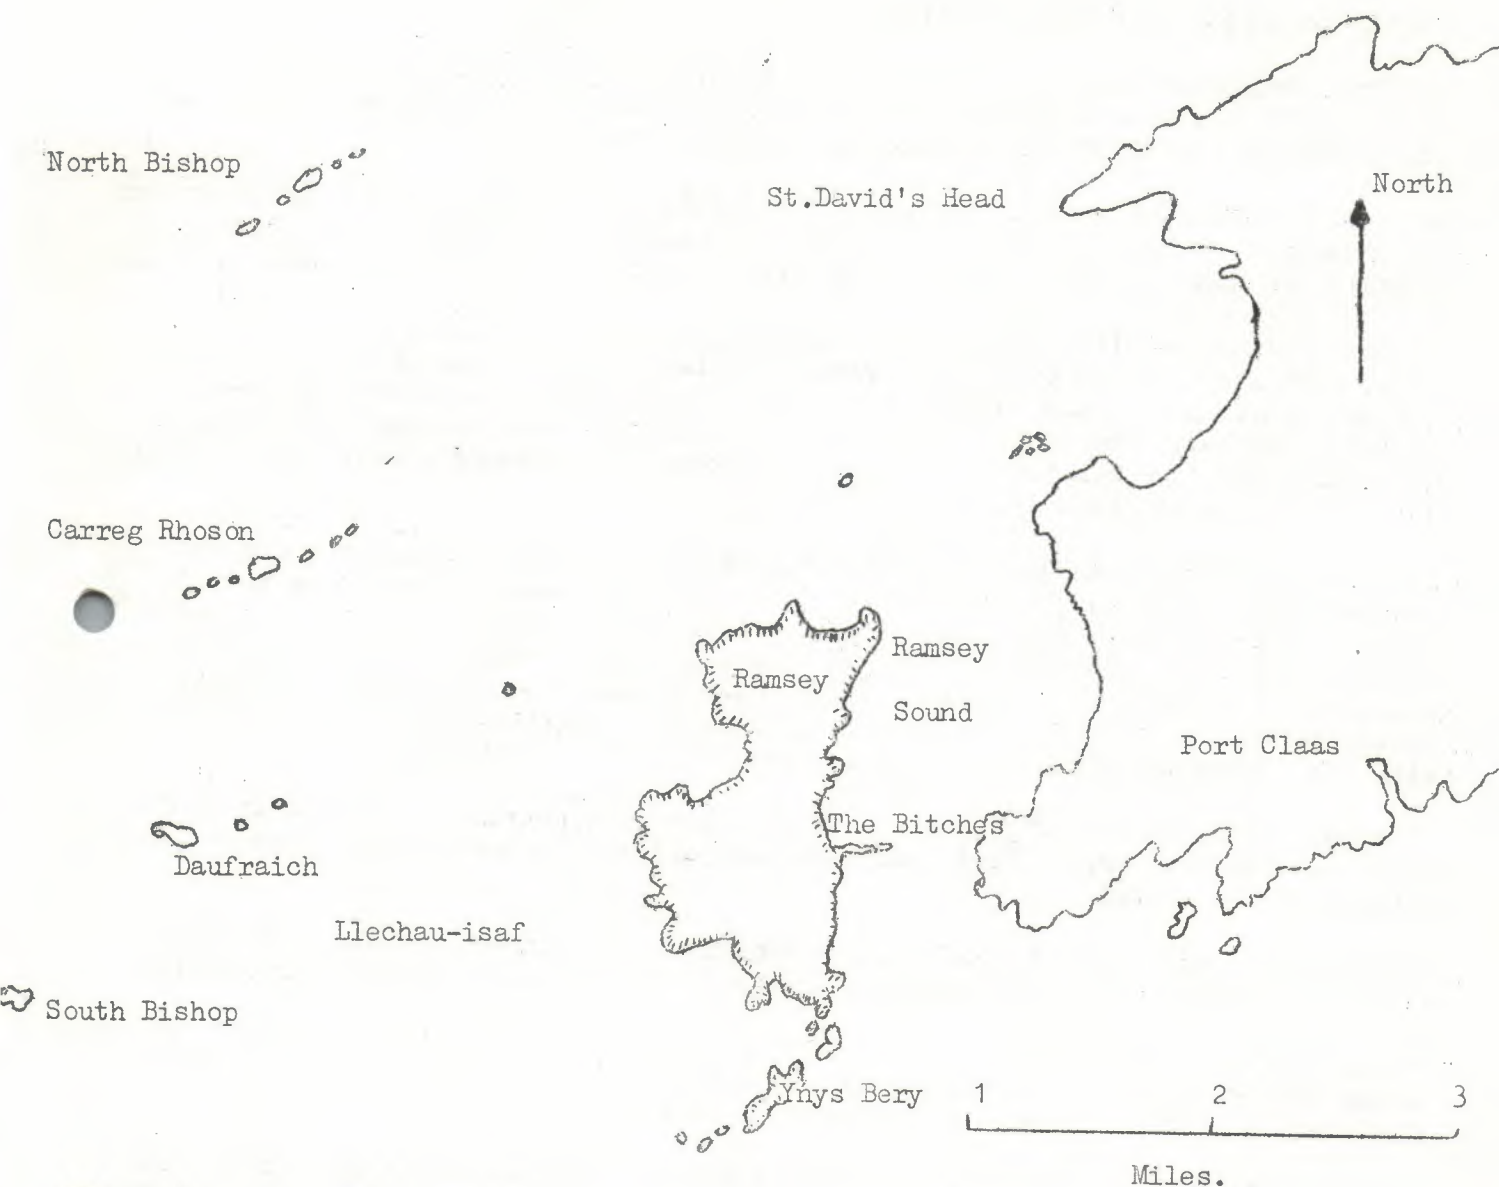 North Bishop
St.David's Head
North
Carreg Rhoson
Ramsey
Ramsey
Sound
Port Claas
The Bitches
Daufraich
Llechau-isaf
South Bishop
Ynys Bery
1 2 3
Miles.